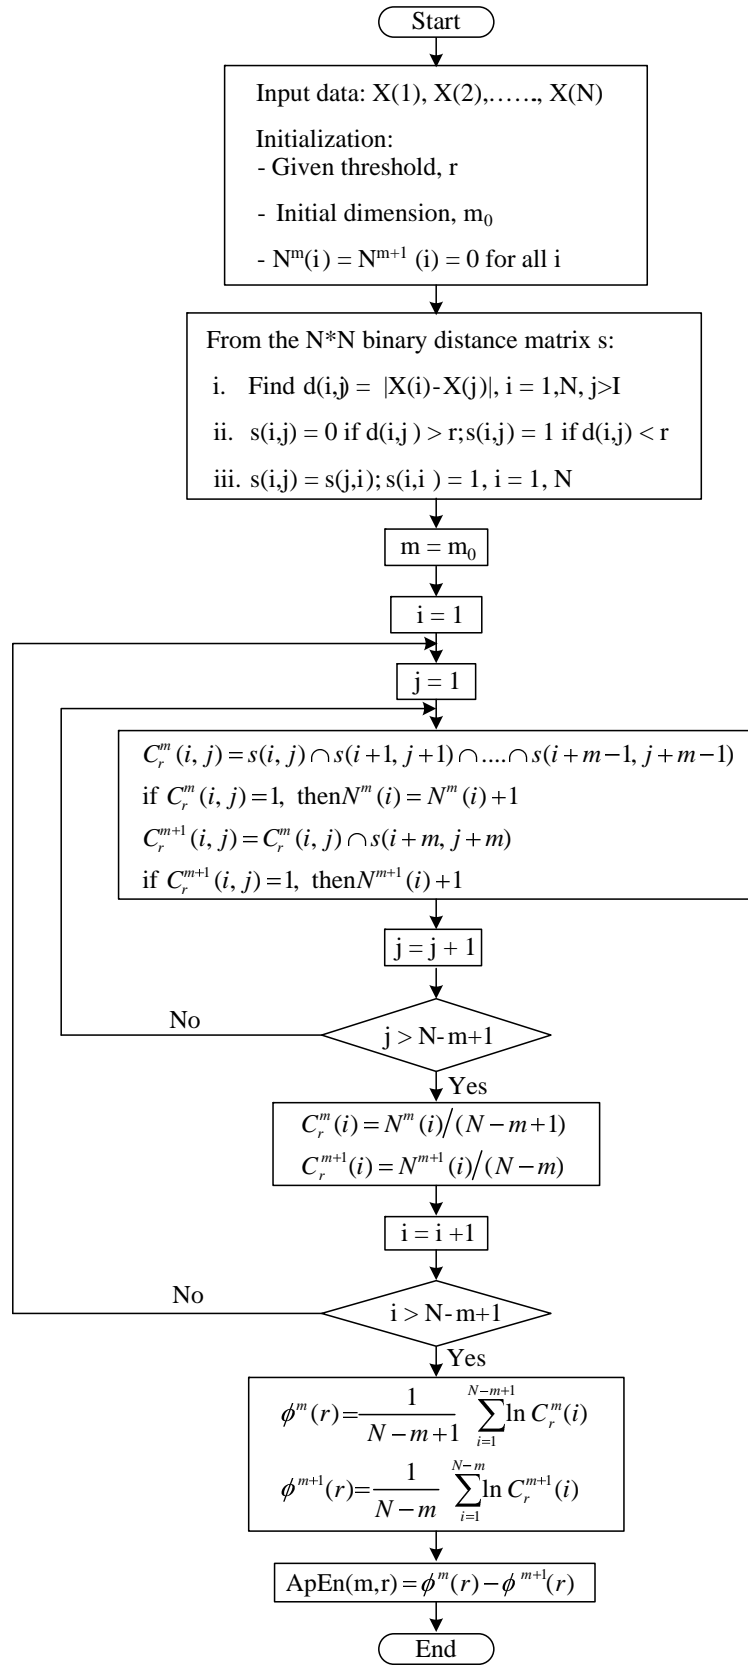 Start
Input data: X(1), X(2),……, X(N)
Initialization:
- Given threshold, r
- Initial dimension, m₀
- Nᵐ(i) = Nᵐ⁺¹ (i) = 0 for all i
From the N*N binary distance matrix s:
i. Find d(i,j) = |X(i)-X(j)|, i = 1,N, j>I
ii. s(i,j) = 0 if d(i,j) > r;s(i,j) = 1 if d(i,j) < r
iii. s(i,j) = s(j,i); s(i,i) = 1, i = 1, N
m = m₀
i = 1
j = 1
C_r^m(i, j) = s(i, j) ∩ s(i+1, j+1) ∩ .... ∩ s(i+m−1, j+m−1)
if C_r^m(i, j) = 1, then N^m(i) = N^m(i) + 1
C_r^{m+1}(i, j) = C_r^m(i, j) ∩ s(i+m, j+m)
if C_r^{m+1}(i, j) = 1, then N^{m+1}(i) + 1
j = j + 1
No
j > N-m+1
Yes
C_r^m(i) = N^m(i)/(N−m+1)
C_r^{m+1}(i) = N^{m+1}(i)/(N−m)
i = i +1
No
i > N-m+1
Yes
ϕ^m(r) = 1/(N−m+1) ∑_{i=1}^{N−m+1} ln C_r^m(i)
ϕ^{m+1}(r) = 1/(N−m) ∑_{i=1}^{N−m} ln C_r^{m+1}(i)
ApEn(m,r) = ϕ^m(r) − ϕ^{m+1}(r)
End